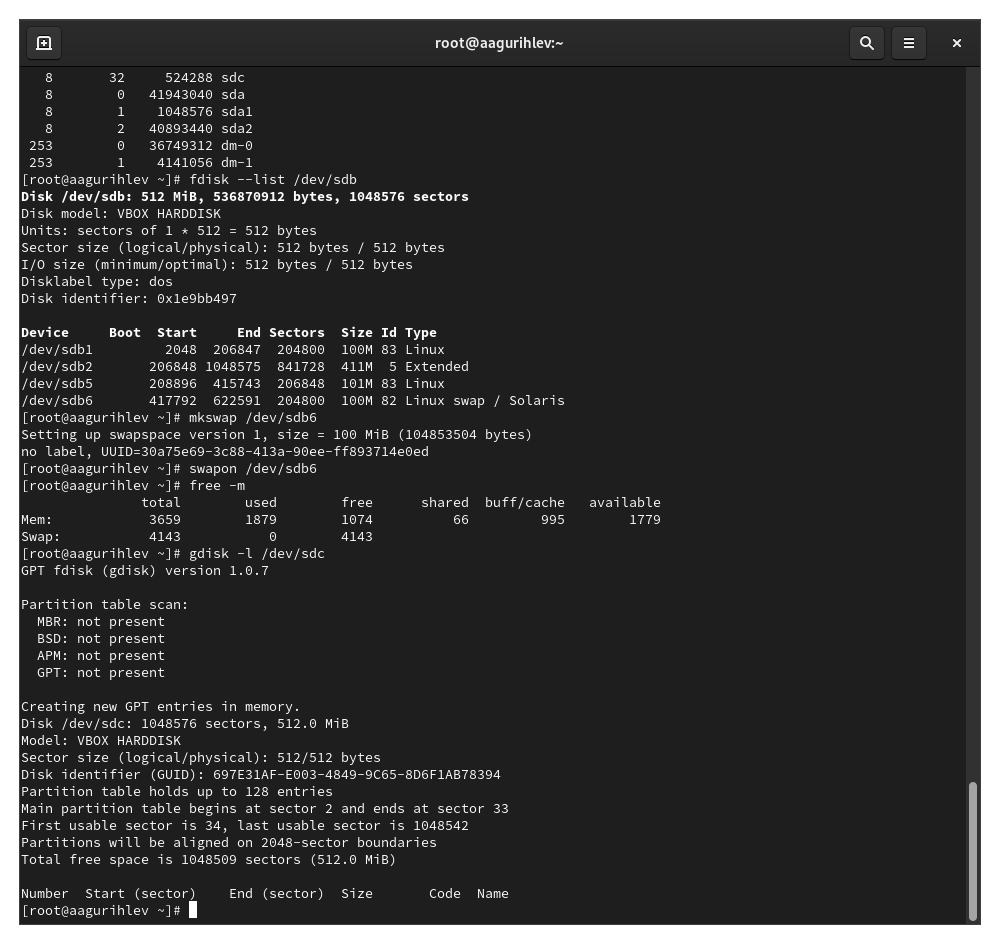 root@aagurihlev:~
   8       32     524288 sdc
   8        0   41943040 sda
   8        1    1048576 sda1
   8        2   40893440 sda2
 253        0   36749312 dm-0
 253        1    4141056 dm-1
[root@aagurihlev ~]# fdisk --list /dev/sdb
Disk /dev/sdb: 512 MiB, 536870912 bytes, 1048576 sectors
Disk model: VBOX HARDDISK
Units: sectors of 1 * 512 = 512 bytes
Sector size (logical/physical): 512 bytes / 512 bytes
I/O size (minimum/optimal): 512 bytes / 512 bytes
Disklabel type: dos
Disk identifier: 0x1e9bb497

Device     Boot  Start     End Sectors  Size Id Type
/dev/sdb1         2048  206847  204800  100M 83 Linux
/dev/sdb2       206848 1048575  841728  411M  5 Extended
/dev/sdb5       208896  415743  206848  101M 83 Linux
/dev/sdb6       417792  622591  204800  100M 82 Linux swap / Solaris
[root@aagurihlev ~]# mkswap /dev/sdb6
Setting up swapspace version 1, size = 100 MiB (104853504 bytes)
no label, UUID=30a75e69-3c88-413a-90ee-ff893714e0ed
[root@aagurihlev ~]# swapon /dev/sdb6
[root@aagurihlev ~]# free -m
               total        used        free      shared  buff/cache   available
Mem:            3659        1879        1074          66         995        1779
Swap:           4143           0        4143
[root@aagurihlev ~]# gdisk -l /dev/sdc
GPT fdisk (gdisk) version 1.0.7

Partition table scan:
  MBR: not present
  BSD: not present
  APM: not present
  GPT: not present

Creating new GPT entries in memory.
Disk /dev/sdc: 1048576 sectors, 512.0 MiB
Model: VBOX HARDDISK
Sector size (logical/physical): 512/512 bytes
Disk identifier (GUID): 697E31AF-E003-4849-9C65-8D6F1AB78394
Partition table holds up to 128 entries
Main partition table begins at sector 2 and ends at sector 33
First usable sector is 34, last usable sector is 1048542
Partitions will be aligned on 2048-sector boundaries
Total free space is 1048509 sectors (512.0 MiB)

Number  Start (sector)    End (sector)  Size       Code  Name
[root@aagurihlev ~]#